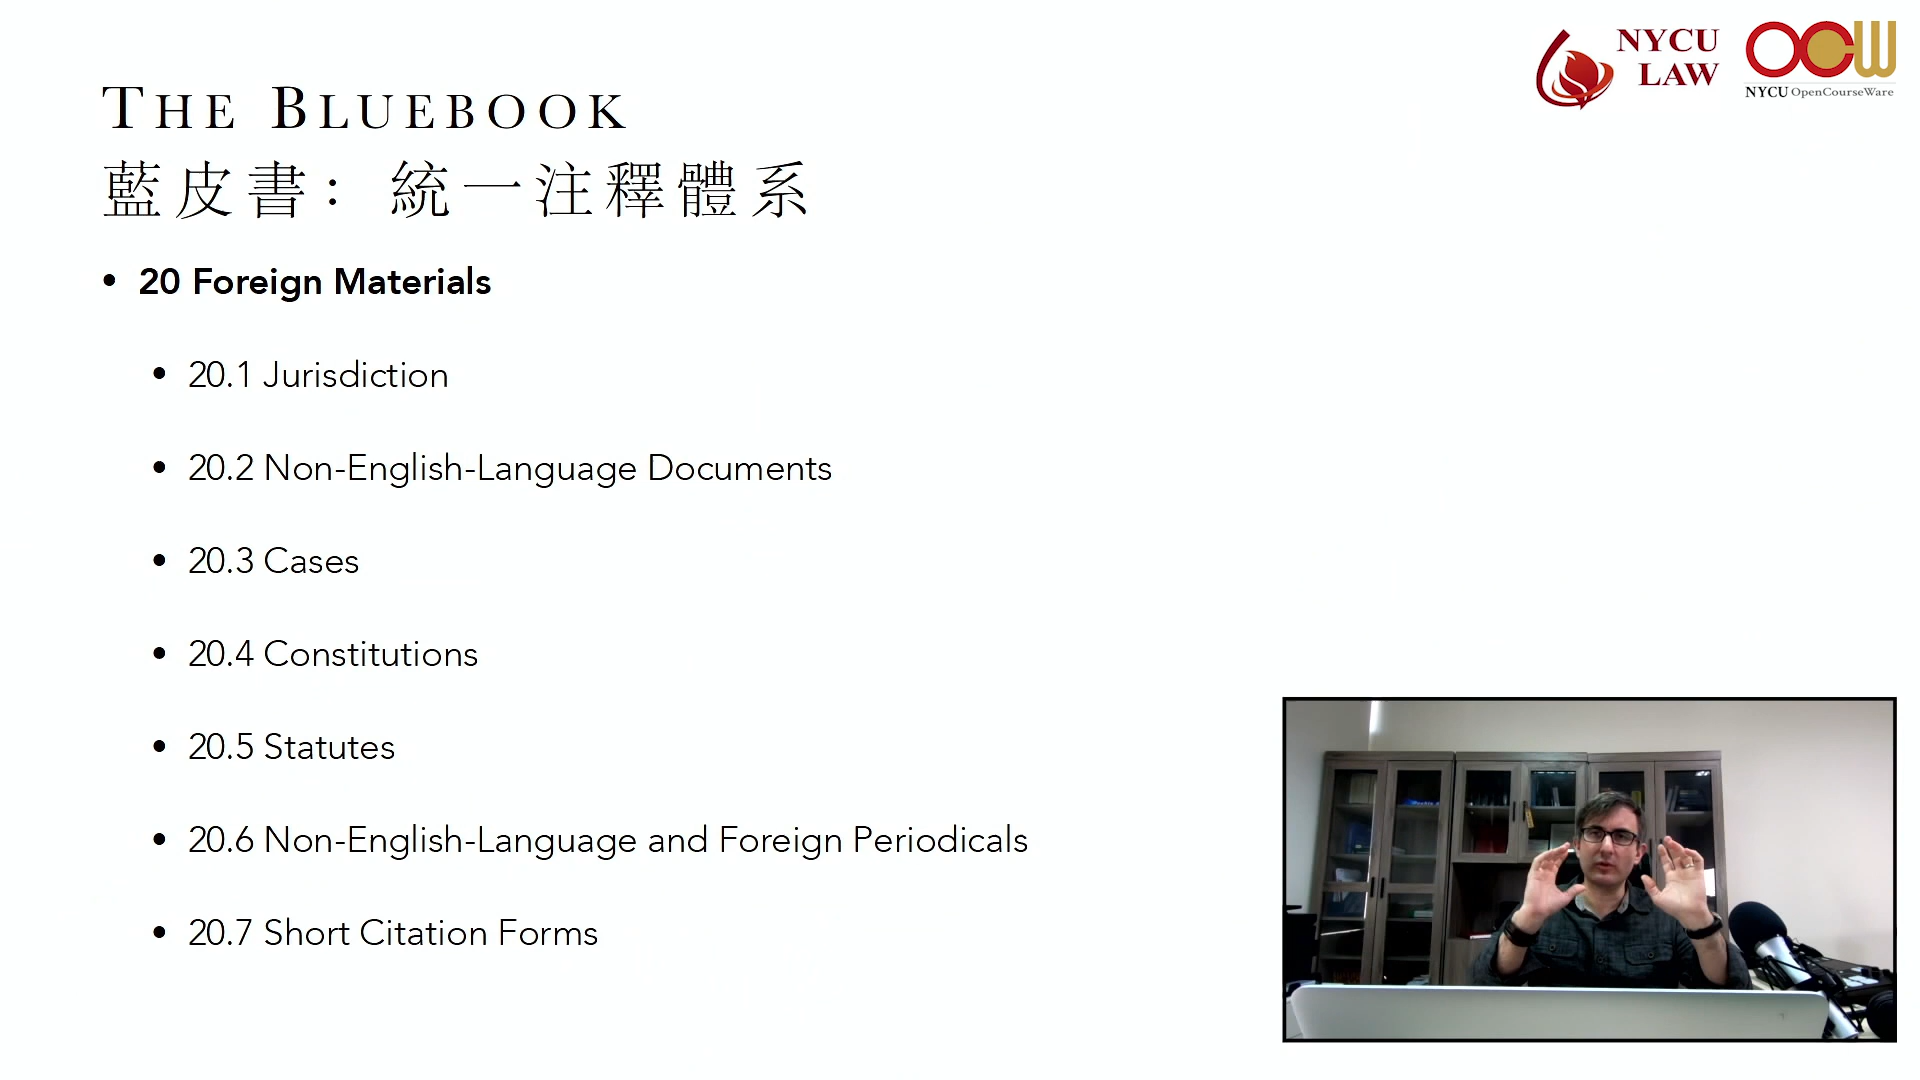 NYCU
LAW
OCW
NYCU OpenCourseWare
THE BLUEBOOK
藍皮書：統一注釋體系
• 20 Foreign Materials
• 20.1 Jurisdiction
• 20.2 Non-English-Language Documents
• 20.3 Cases
• 20.4 Constitutions
• 20.5 Statutes
• 20.6 Non-English-Language and Foreign Periodicals
• 20.7 Short Citation Forms